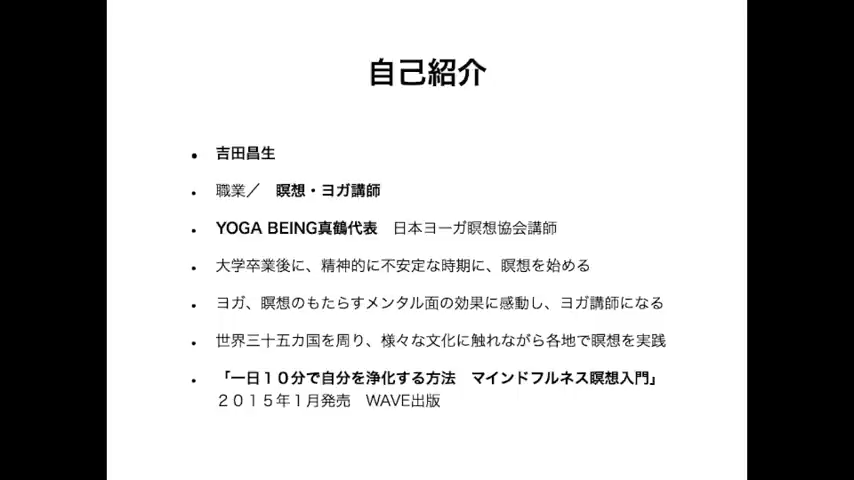 自己紹介
• 吉田昌生
• 職業／　瞑想・ヨガ講師
• YOGA BEING真鶴代表　日本ヨーガ瞑想協会講師
• 大学卒業後に、精神的に不安定な時期に、瞑想を始める
• ヨガ、瞑想のもたらすメンタル面の効果に感動し、ヨガ講師になる
• 世界三十五カ国を周り、様々な文化に触れながら各地で瞑想を実践
• 「一日１０分で自分を浄化する方法　マインドフルネス瞑想入門」
２０１５年１月発売　WAVE出版